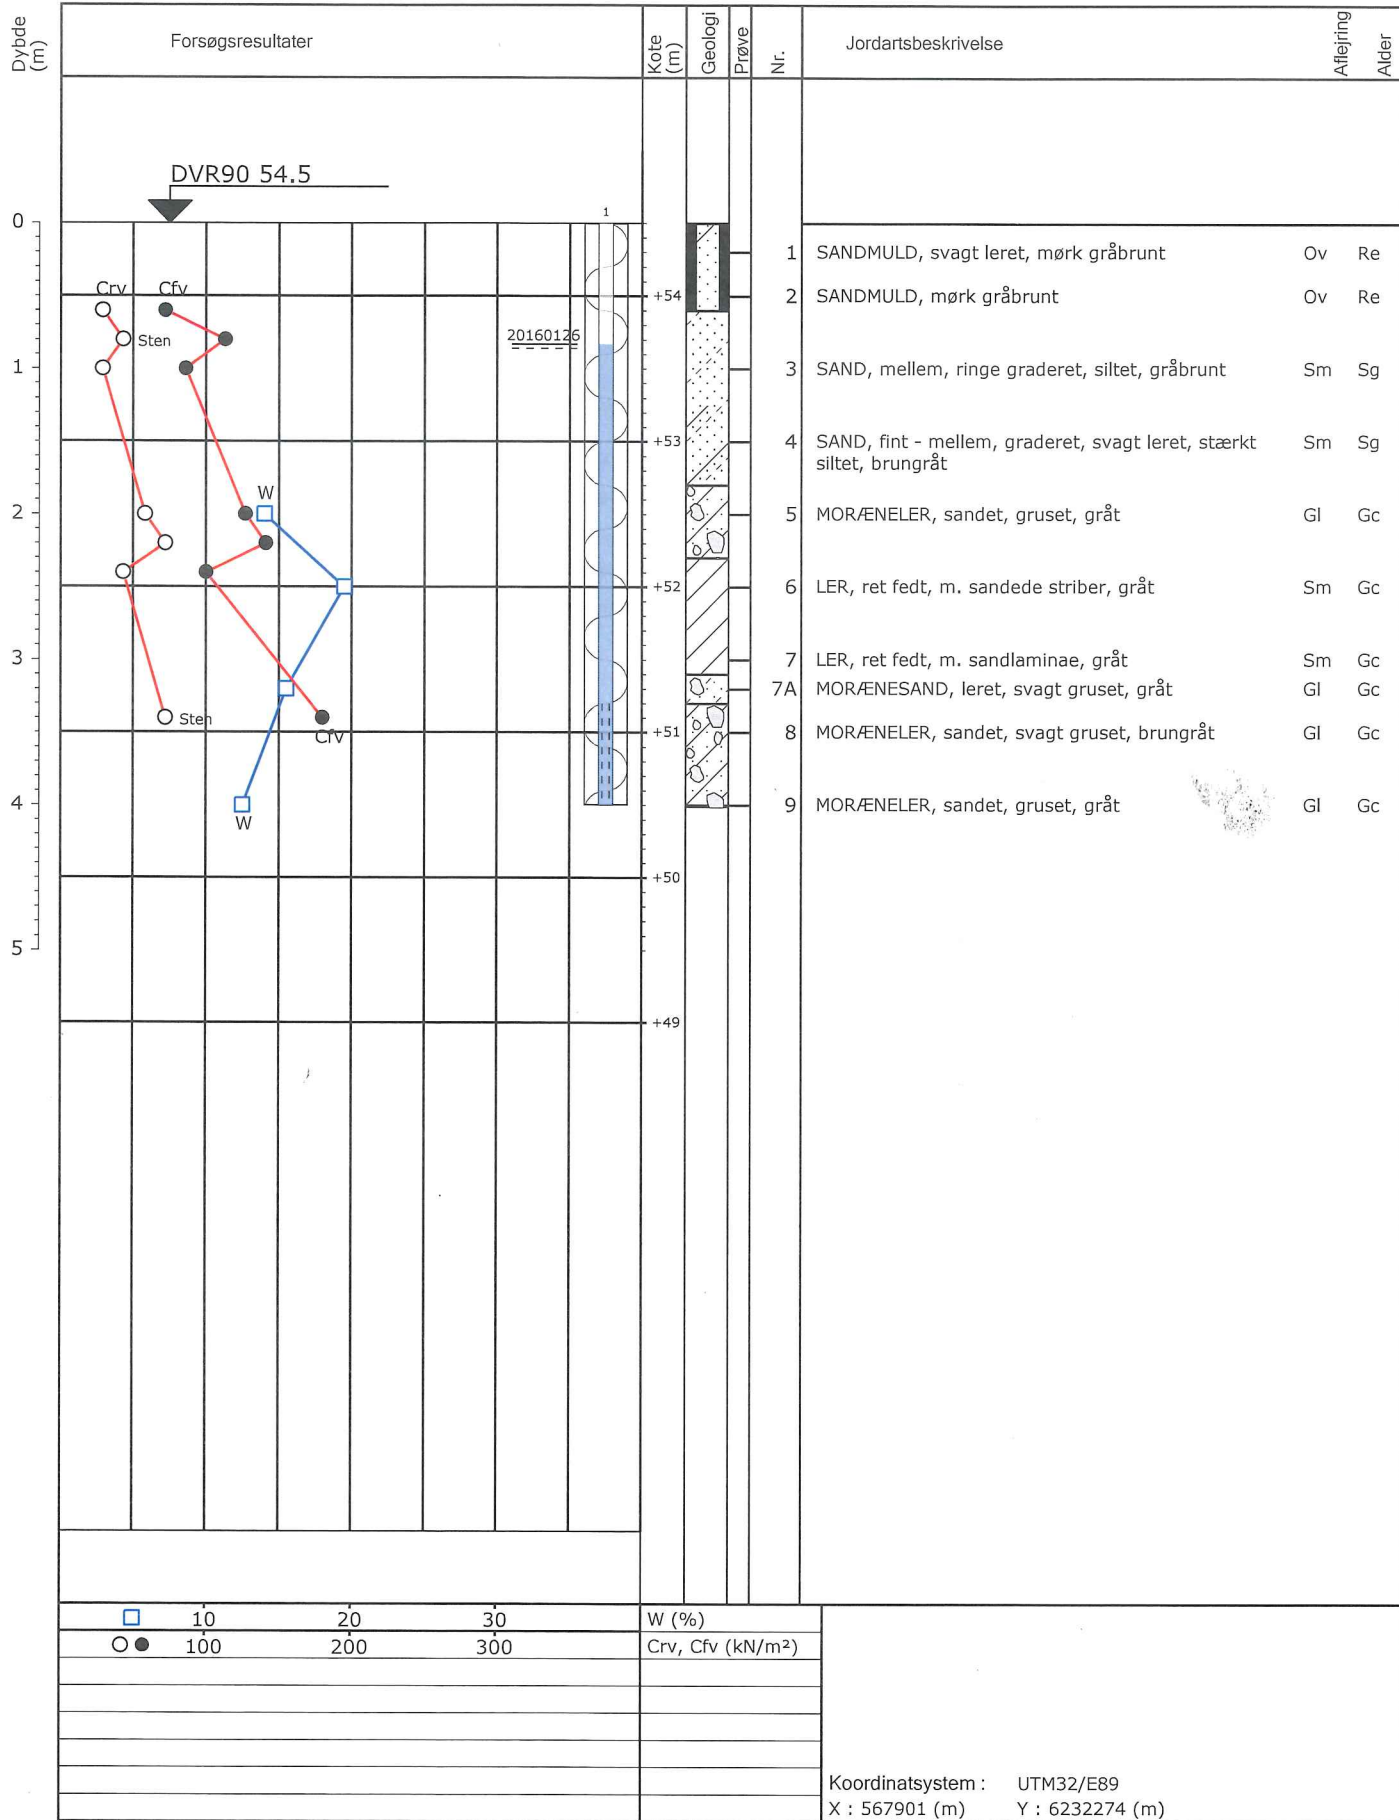 Dybde (m)
Forsøgsresultater
Kote (m)
Geologi
Prøve
Nr.
Jordartsbeskrivelse
Aflejring
Alder
DVR90 54.5
0
1
1 SANDMULD, svagt leret, mørk gråbrunt Ov Re
Crv Cfv
+54
2 SANDMULD, mørk gråbrunt Ov Re
Sten
20160126
1
3 SAND, mellem, ringe graderet, siltet, gråbrunt Sm Sg
+53
4 SAND, fint - mellem, graderet, svagt leret, stærkt Sm Sg
siltet, brungråt
W
2
5 MORÆNELER, sandet, gruset, gråt Gl Gc
+52
6 LER, ret fedt, m. sandede striber, gråt Sm Gc
3
7 LER, ret fedt, m. sandlaminae, gråt Sm Gc
7A MORÆNESAND, leret, svagt gruset, gråt Gl Gc
Sten
Cfv
+51
8 MORÆNELER, sandet, svagt gruset, brungråt Gl Gc
4
W
9 MORÆNELER, sandet, gruset, gråt Gl Gc
+50
5
+49
10 20 30 W (%)
100 200 300 Crv, Cfv (kN/m²)
Koordinatsystem : UTM32/E89
X : 567901 (m) Y : 6232274 (m)